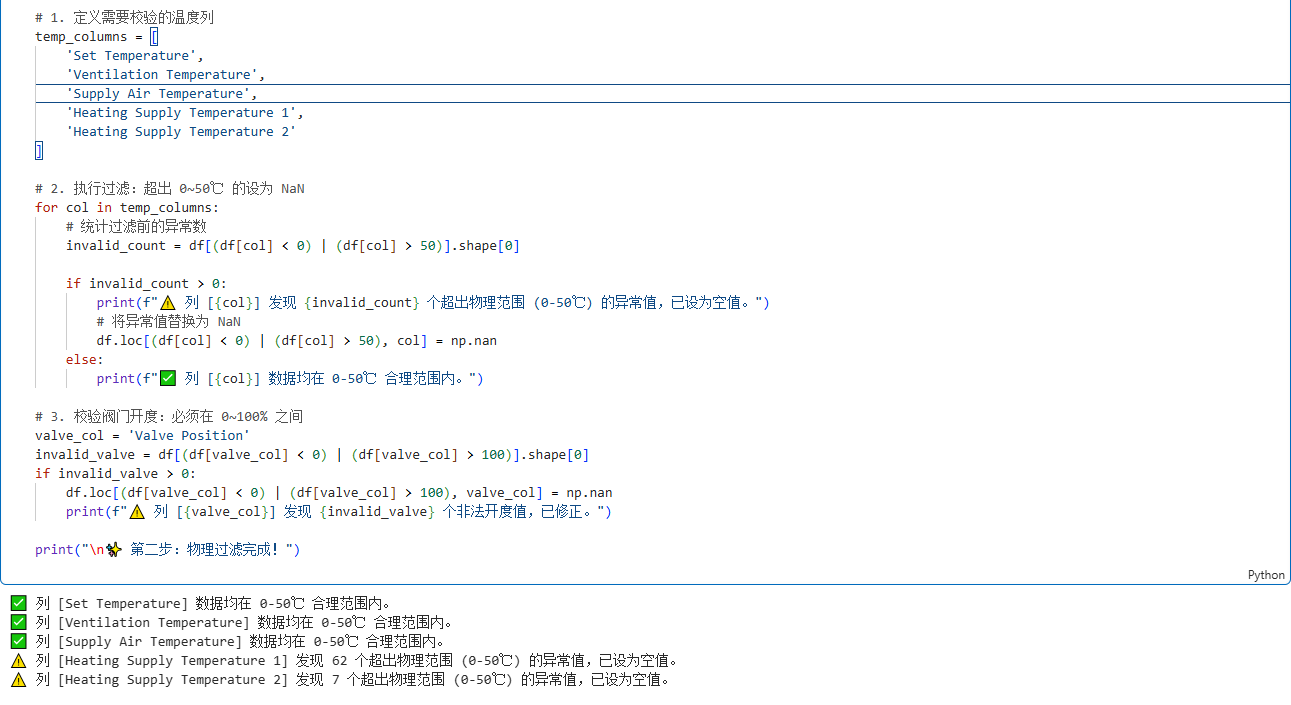 # 1. 定义需要校验的温度列
temp_columns = [
    'Set Temperature',
    'Ventilation Temperature',
    'Supply Air Temperature',
    'Heating Supply Temperature 1',
    'Heating Supply Temperature 2'
]

# 2. 执行过滤：超出 0~50℃ 的设为 NaN
for col in temp_columns:
    # 统计过滤前的异常数
    invalid_count = df[(df[col] < 0) | (df[col] > 50)].shape[0]

    if invalid_count > 0:
        print(f"⚠️ 列 [{col}] 发现 {invalid_count} 个超出物理范围 (0-50℃) 的异常值，已设为空值。")
        # 将异常值替换为 NaN
        df.loc[(df[col] < 0) | (df[col] > 50), col] = np.nan
    else:
        print(f"✅ 列 [{col}] 数据均在 0-50℃ 合理范围内。")

# 3. 校验阀门开度：必须在 0~100% 之间
valve_col = 'Valve Position'
invalid_valve = df[(df[valve_col] < 0) | (df[valve_col] > 100)].shape[0]
if invalid_valve > 0:
    df.loc[(df[valve_col] < 0) | (df[valve_col] > 100), valve_col] = np.nan
    print(f"⚠️ 列 [{valve_col}] 发现 {invalid_valve} 个非法开度值，已修正。")

print("\n✨ 第二步：物理过滤完成！")
Python
✅ 列 [Set Temperature] 数据均在 0-50℃ 合理范围内。
✅ 列 [Ventilation Temperature] 数据均在 0-50℃ 合理范围内。
✅ 列 [Supply Air Temperature] 数据均在 0-50℃ 合理范围内。
⚠️ 列 [Heating Supply Temperature 1] 发现 62 个超出物理范围 (0-50℃) 的异常值，已设为空值。
⚠️ 列 [Heating Supply Temperature 2] 发现 7 个超出物理范围 (0-50℃) 的异常值，已设为空值。